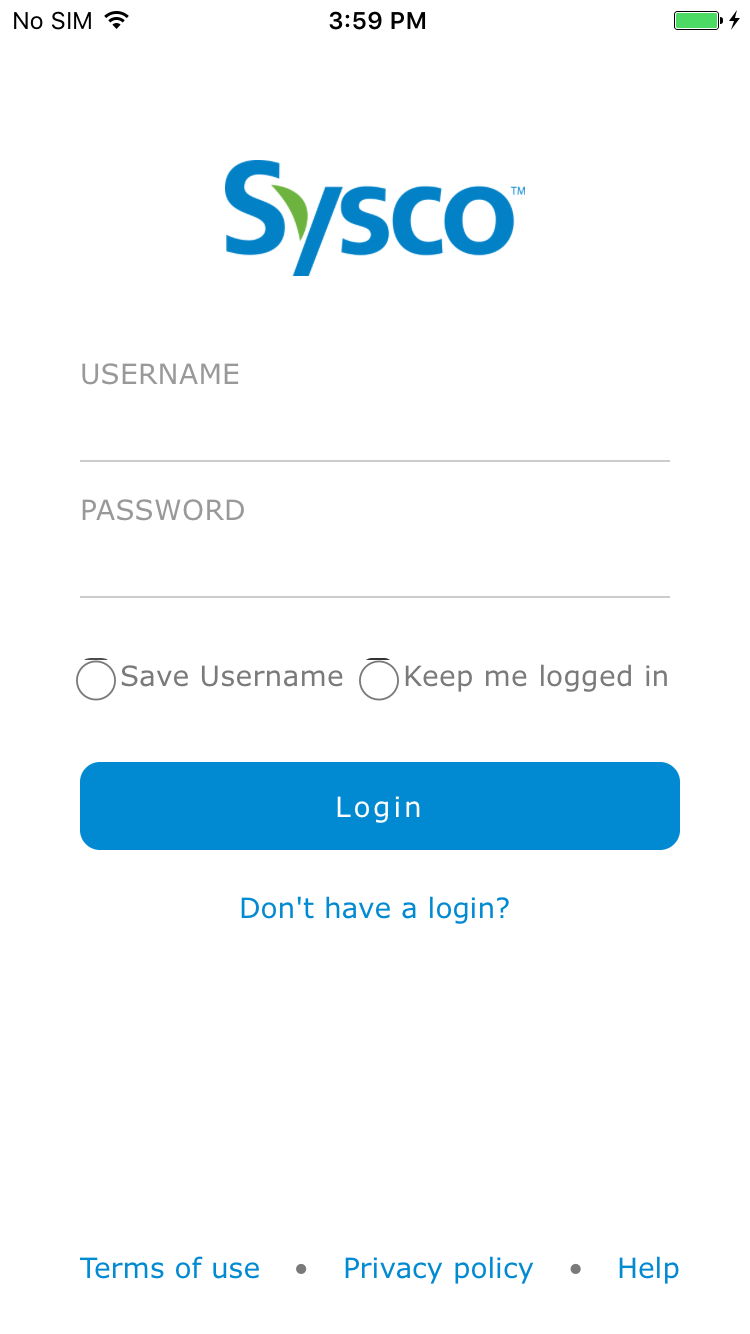 No SIM 3:59 PM
Sysco™
USERNAME
PASSWORD
Save Username Keep me logged in
Login
Don't have a login?
Terms of use • Privacy policy • Help